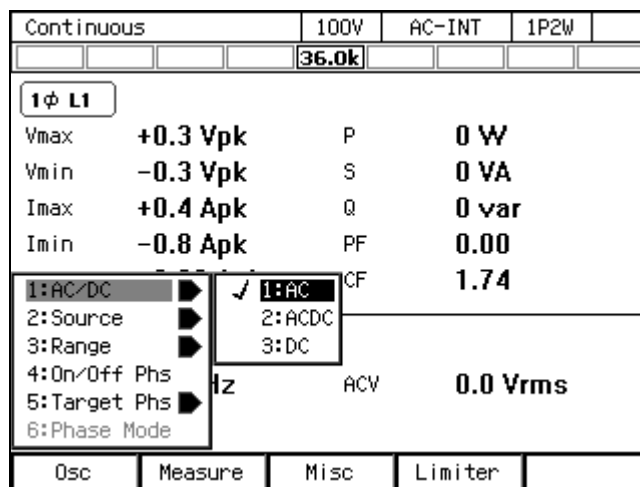 Continuous 100V AC-INT 1P2W
36.0k
1ϕ L1
Vmax +0.3 Vpk P 0 W
Vmin -0.3 Vpk S 0 VA
Imax +0.4 Apk Q 0 var
Imin -0.8 Apk PF 0.00
CF 1.74
1:AC/DC
2:Source
3:Range
4:On/Off Phs
5:Target Phs
6:Phase Mode
✓ 1:AC
2:ACDC
3:DC
Hz ACV 0.0 Vrms
Osc Measure Misc Limiter